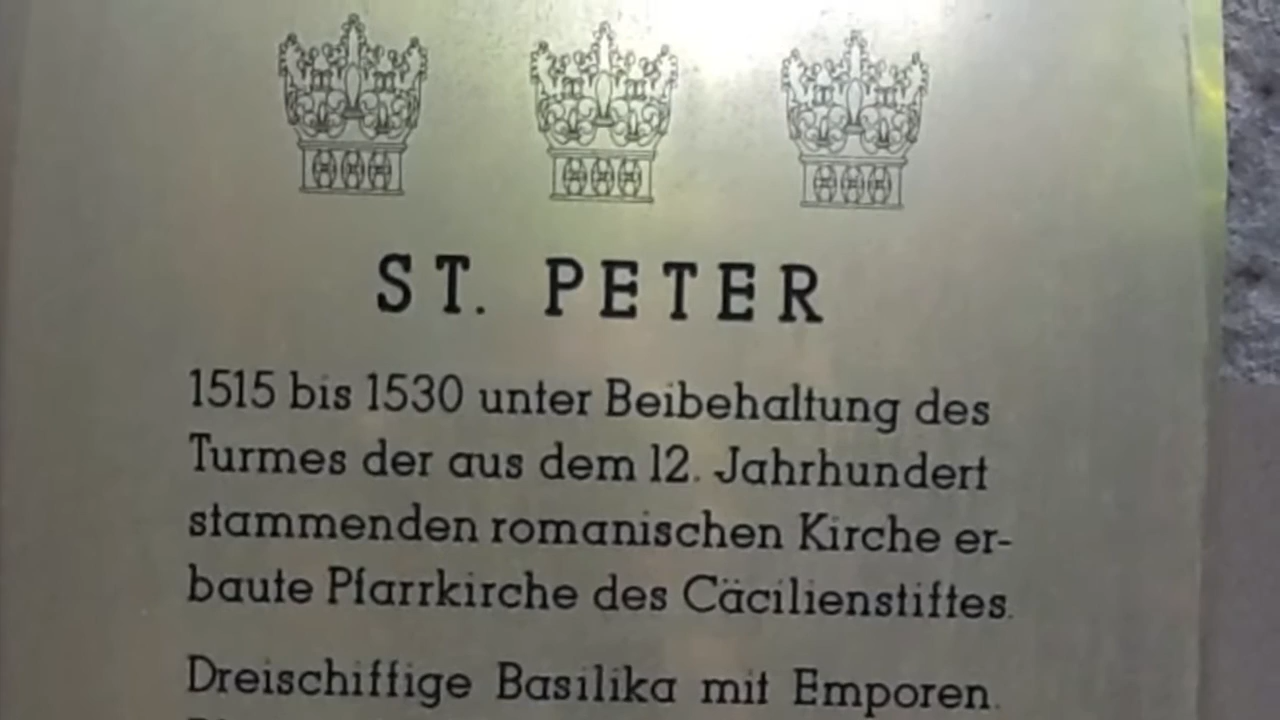 ST. PETER
1515 bis 1530 unter Beibehaltung des
Turmes der aus dem 12. Jahrhundert
stammenden romanischen Kirche er-
baute Pfarrkirche des Cäcilienstiftes.
Dreischiffige Basilika mit Emporen.